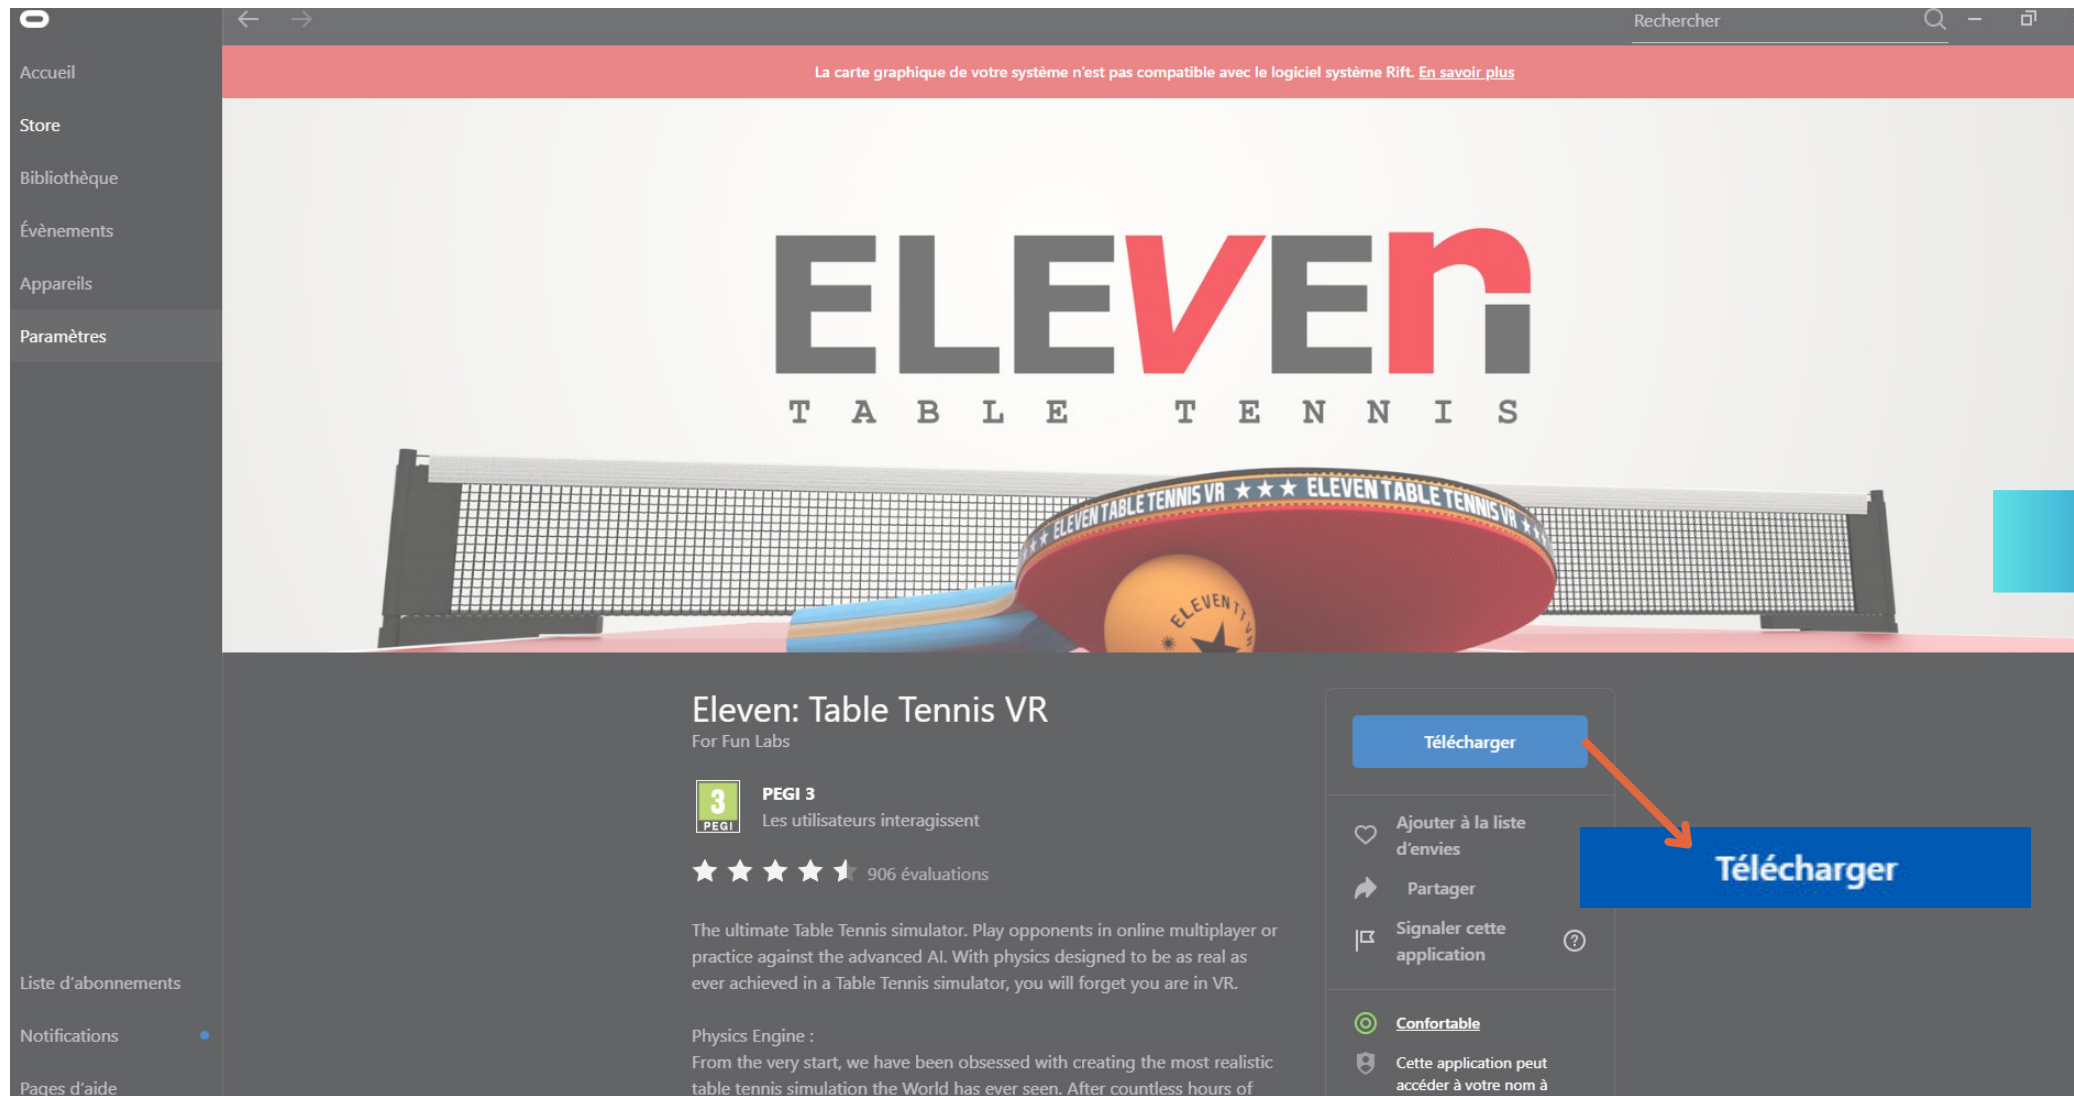 Rechercher
Accueil
Store
Bibliothèque
Évènements
Appareils
Paramètres
Liste d'abonnements
Notifications
Pages d'aide
La carte graphique de votre système n'est pas compatible avec le logiciel système Rift. En savoir plus
ELEVEn
TABLE TENNIS
★★ ELEVEN TABLE TENNIS VR ★★★ ELEVEN TABLE TENNIS VR ★
ELEVEN TT VR
Eleven: Table Tennis VR
For Fun Labs
3
PEGI
PEGI 3
Les utilisateurs interagissent
906 évaluations
The ultimate Table Tennis simulator. Play opponents in online multiplayer or
practice against the advanced AI. With physics designed to be as real as
ever achieved in a Table Tennis simulator, you will forget you are in VR.
Physics Engine :
From the very start, we have been obsessed with creating the most realistic
table tennis simulation the World has ever seen. After countless hours of
Télécharger
Télécharger
Ajouter à la liste
d'envies
Partager
Signaler cette
application
?
Confortable
Cette application peut
accéder à votre nom à